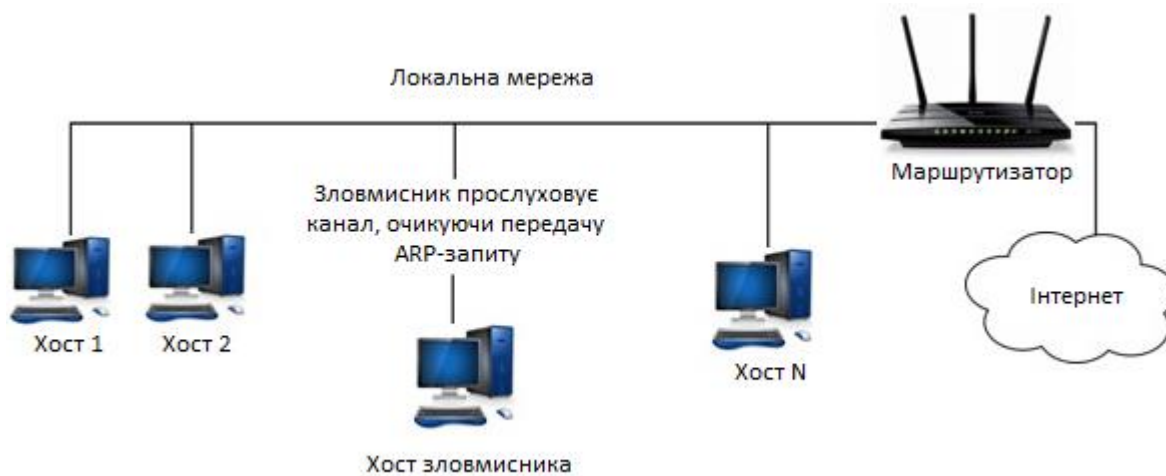 Локальна мережа
Маршрутизатор
Зловмисник прослуховує
канал, очикуючи передачу
ARP-запиту
Інтернет
Хост 1
Хост 2
Хост N
Хост зловмисника